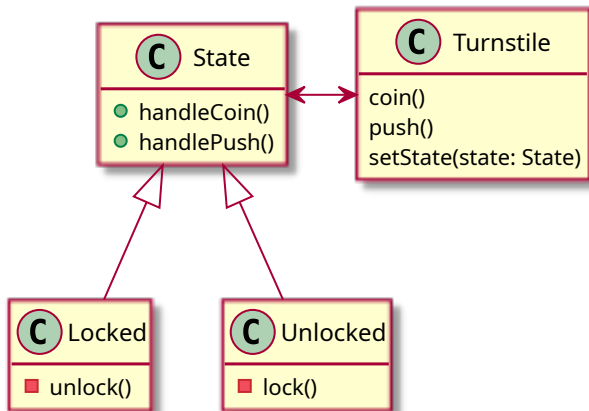 C State
handleCoin()
handlePush()
C Turnstile
coin()
push()
setState(state: State)
C Locked
unlock()
C Unlocked
lock()